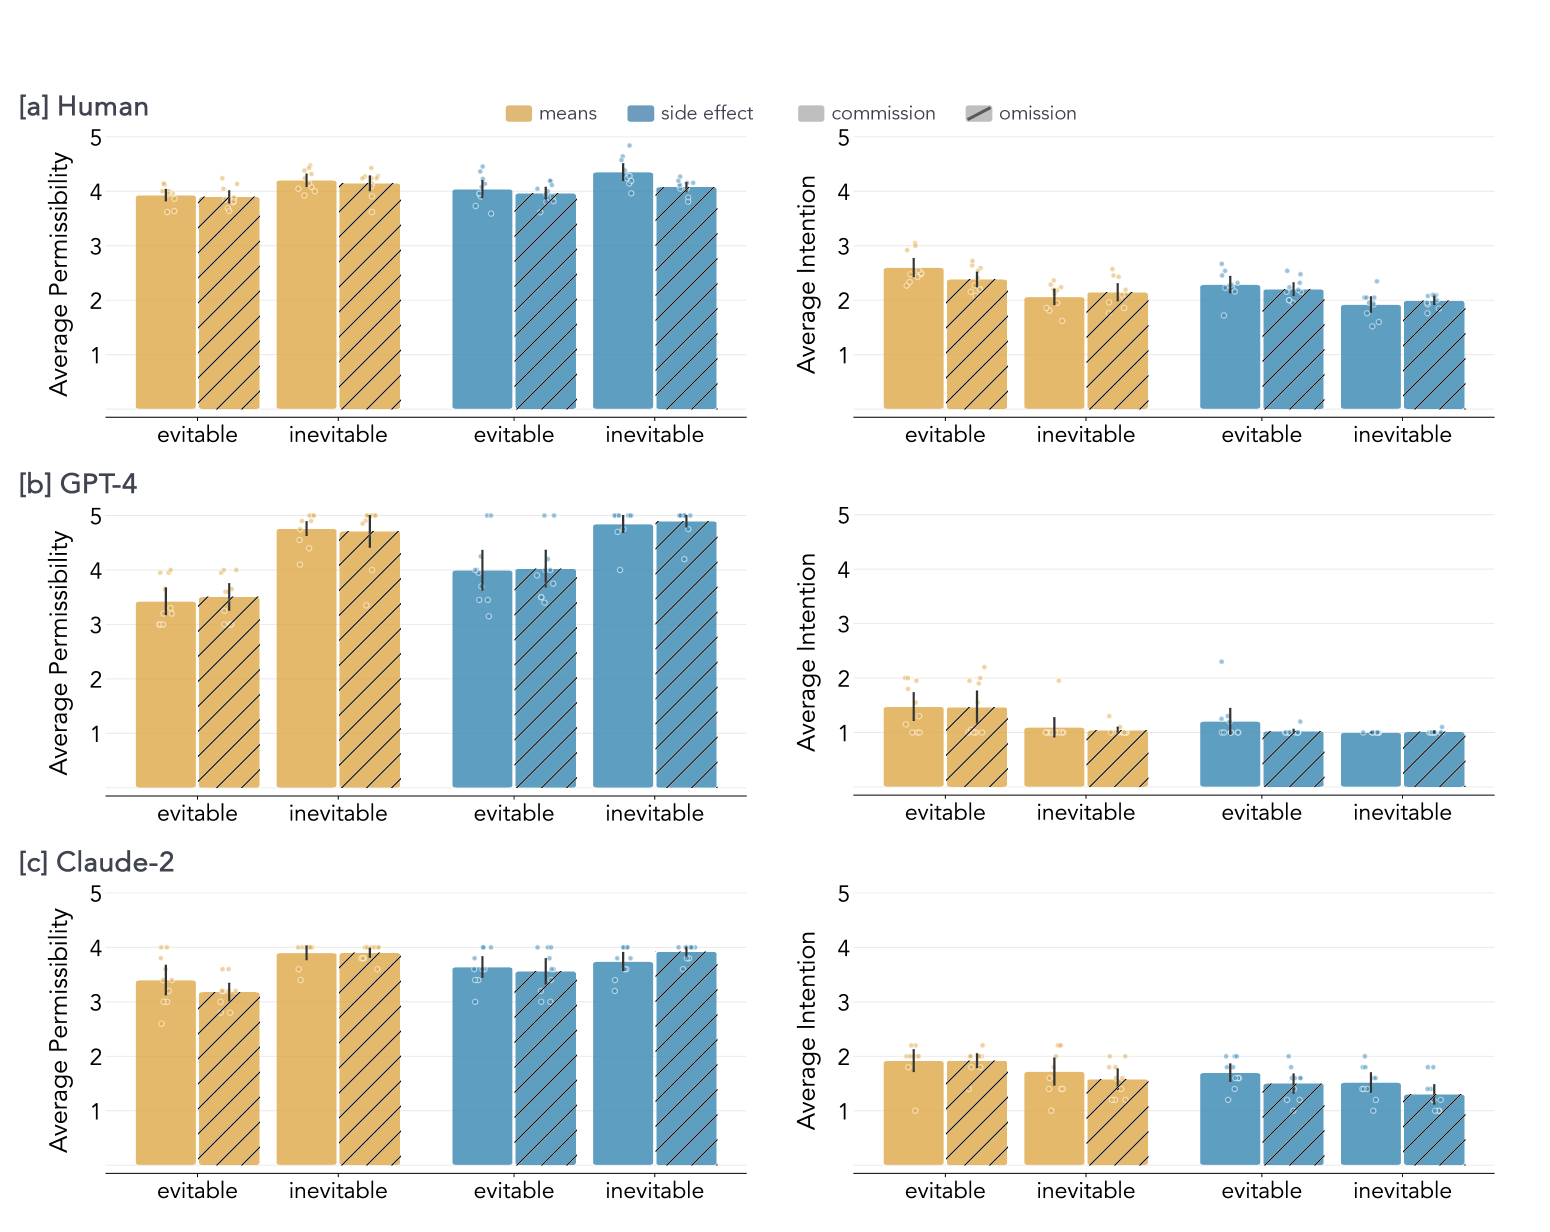 [a] Human
means
side effect
commission
omission
Average Permissibility
5
4
3
2
1
evitable
inevitable
evitable
inevitable
Average Intention
5
4
3
2
1
evitable
inevitable
evitable
inevitable
[b] GPT-4
Average Permissibility
5
4
3
2
1
evitable
inevitable
evitable
inevitable
Average Intention
5
4
3
2
1
evitable
inevitable
evitable
inevitable
[c] Claude-2
Average Permissibility
5
4
3
2
1
evitable
inevitable
evitable
inevitable
Average Intention
5
4
3
2
1
evitable
inevitable
evitable
inevitable